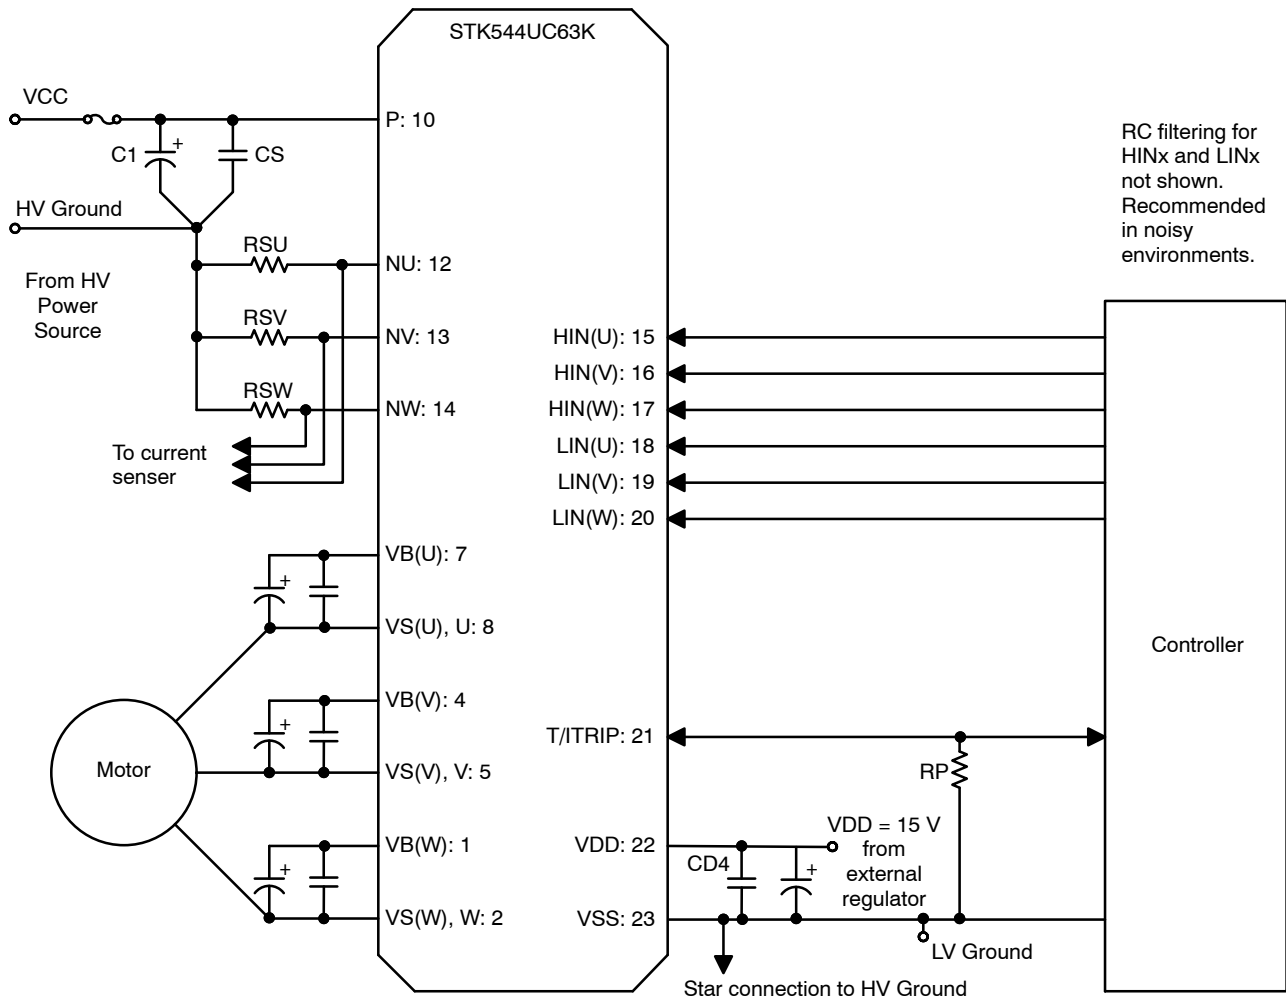 STK544UC63K
VCC
P: 10
C1
+
CS
HV Ground
From HV
Power
Source
RSU
NU: 12
RSV
NV: 13
RSW
NW: 14
To current
senser
RC filtering for
HINx and LINx
not shown.
Recommended
in noisy
environments.
HIN(U): 15
HIN(V): 16
HIN(W): 17
LIN(U): 18
LIN(V): 19
LIN(W): 20
VB(U): 7
+
VS(U), U: 8
VB(V): 4
+
VS(V), V: 5
VB(W): 1
+
VS(W), W: 2
Motor
Controller
T/ITRIP: 21
RP
VDD: 22
CD4
+
VDD = 15 V
from
external
regulator
VSS: 23
LV Ground
Star connection to HV Ground